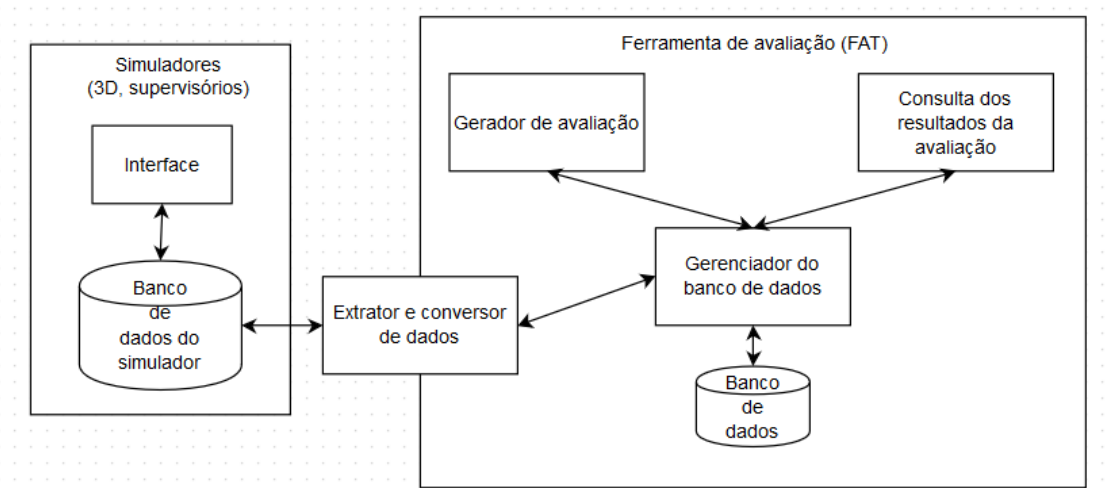 Simuladores
(3D, supervisórios)
Interface
Banco
de
dados do
simulador
Extrator e conversor
de dados
Ferramenta de avaliação (FAT)
Gerador de avaliação
Consulta dos
resultados da
avaliação
Gerenciador do
banco de dados
Banco
de
dados